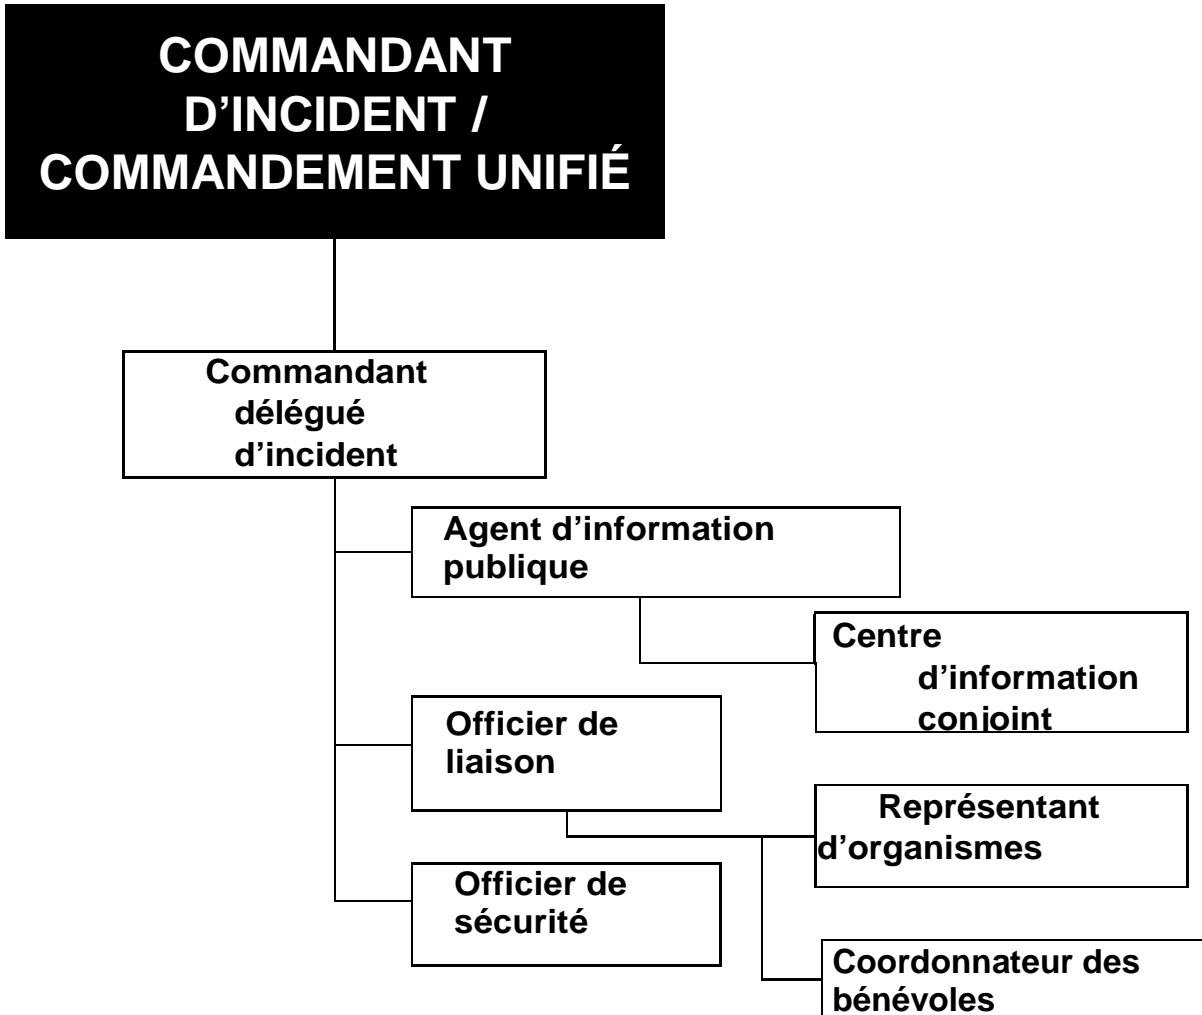 COMMANDANT
D’INCIDENT /
COMMANDEMENT UNIFIÉ
Commandant
délégué
d’incident
Agent d’information
publique
Centre
d’information
conjoint
Officier de
liaison
Représentant
d’organismes
Officier de
sécurité
Coordonnateur des
bénévoles